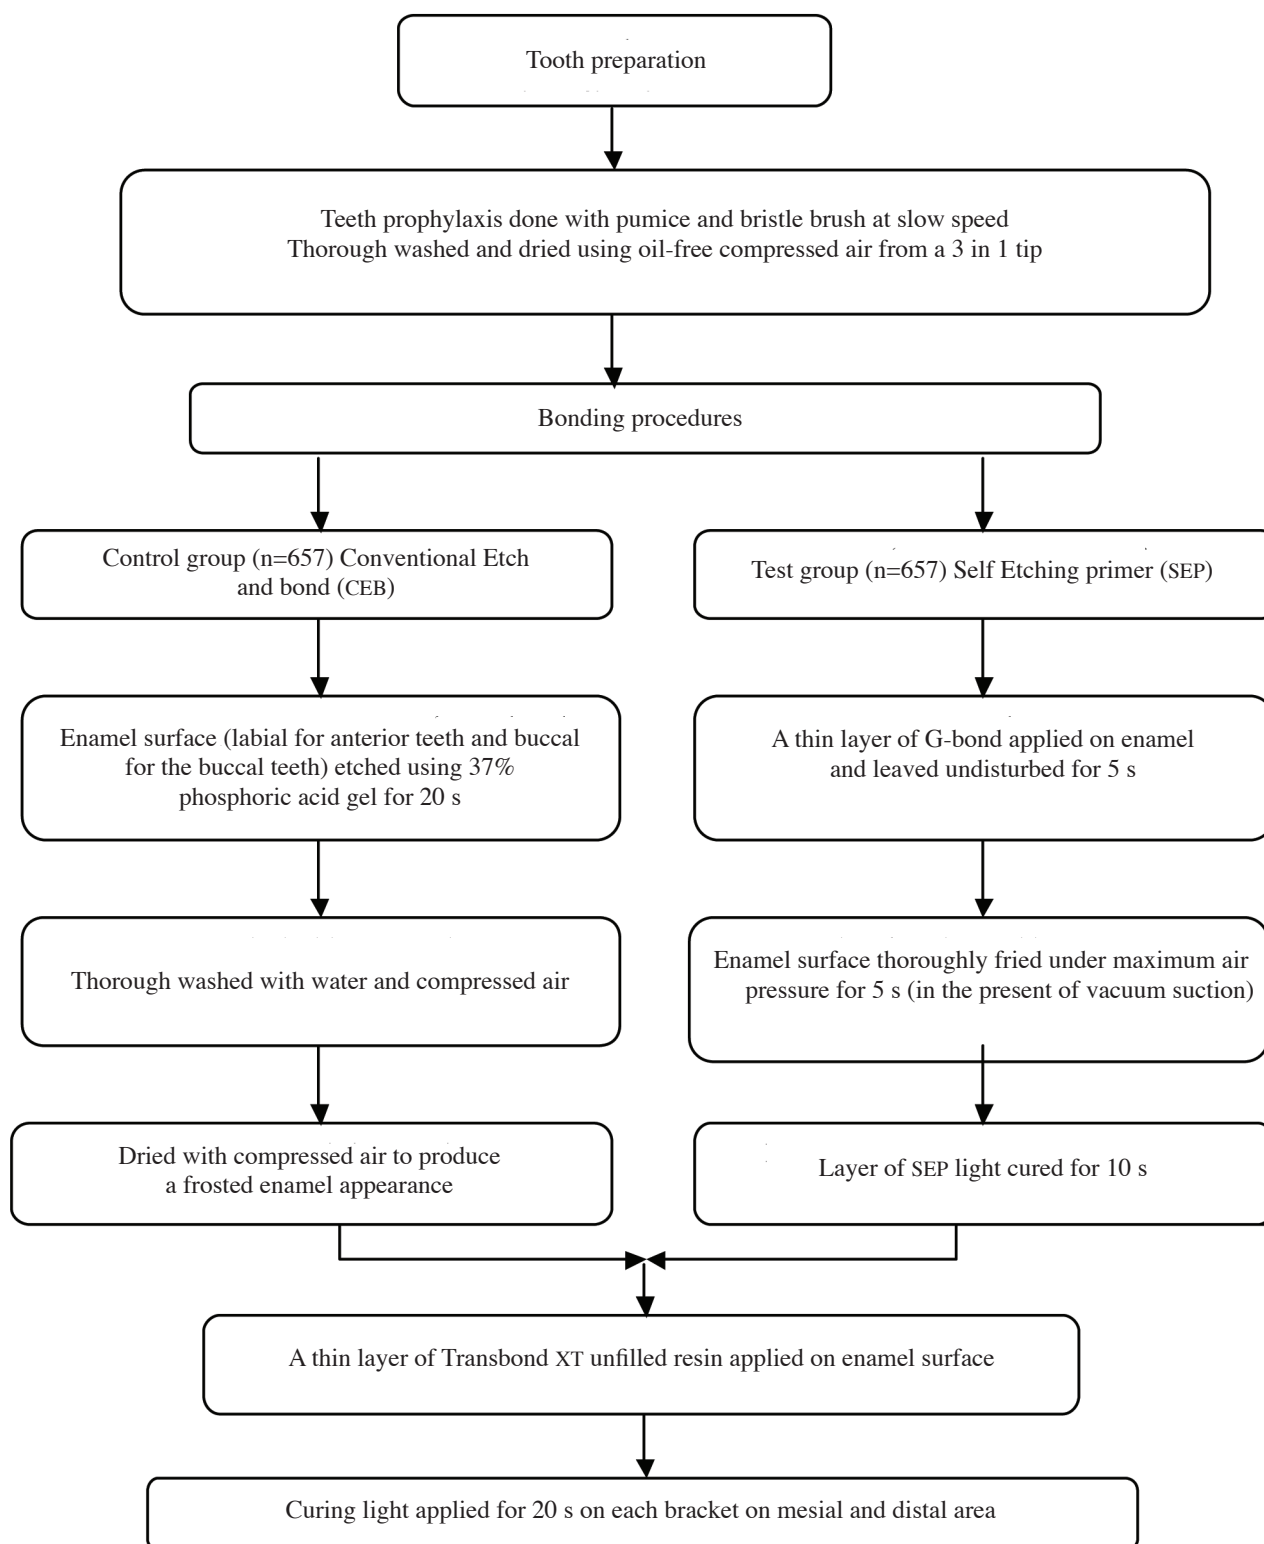 Tooth preparation
Teeth prophylaxis done with pumice and bristle brush at slow speed
Thorough washed and dried using oil-free compressed air from a 3 in 1 tip
Bonding procedures
Control group (n=657) Conventional Etch
and bond (CEB)
Test group (n=657) Self Etching primer (SEP)
Enamel surface (labial for anterior teeth and buccal
for the buccal teeth) etched using 37%
phosphoric acid gel for 20 s
A thin layer of G-bond applied on enamel
and leaved undisturbed for 5 s
Thorough washed with water and compressed air
Enamel surface thoroughly fried under maximum air
pressure for 5 s (in the present of vacuum suction)
Dried with compressed air to produce
a frosted enamel appearance
Layer of SEP light cured for 10 s
A thin layer of Transbond XT unfilled resin applied on enamel surface
Curing light applied for 20 s on each bracket on mesial and distal area